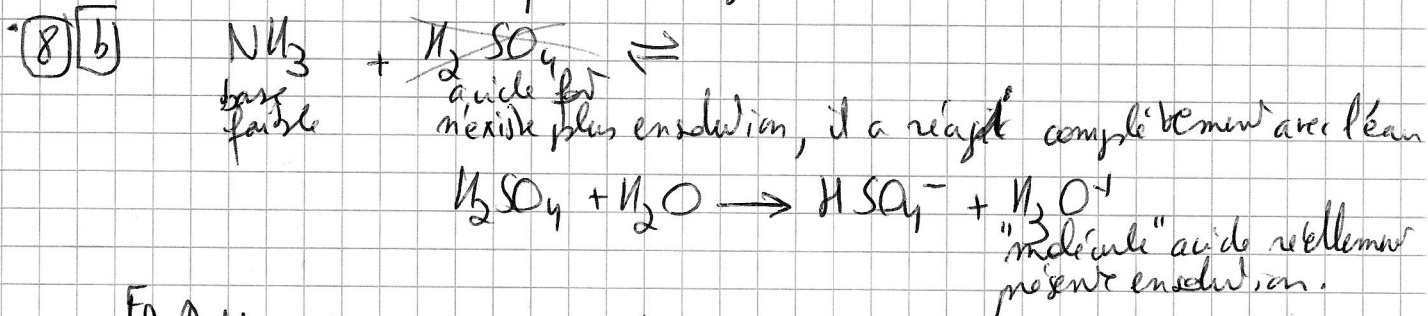 8 b NH3 + H2SO4 ⇌
base acide fort
faible n'existe plus en solution, il a réagit complètement avec l'eau
H2SO4 + H2O → HSO4⁻ + H3O⁺
"molécule" acide réellement
présente en solution.